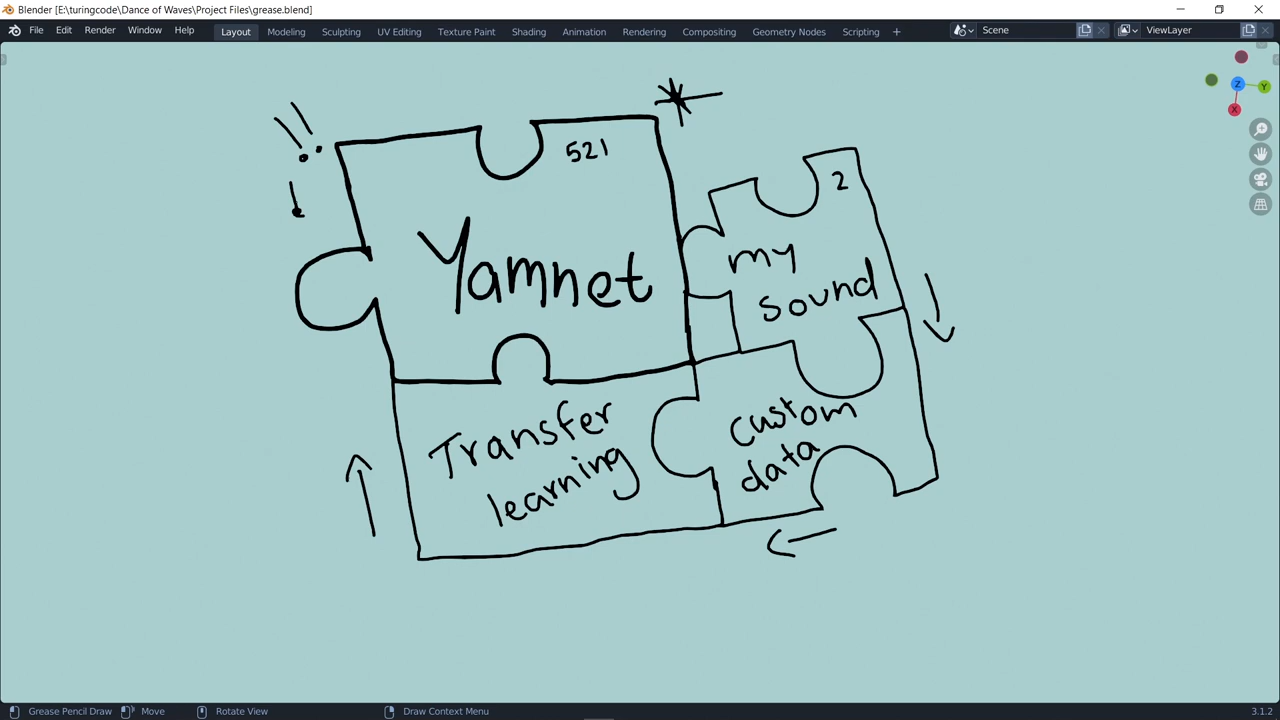 Blender [E:\turingcode\Dance of Waves\Project Files\grease.blend]
File Edit Render Window Help Layout Modeling Sculpting UV Editing Texture Paint Shading Animation Rendering Compositing Geometry Nodes Scripting + Scene ViewLayer
Z Y X
521
Yamnet
2
my
sound
Transfer
learning
custom
data
Grease Pencil Draw Move Rotate View Draw Context Menu 3.1.2